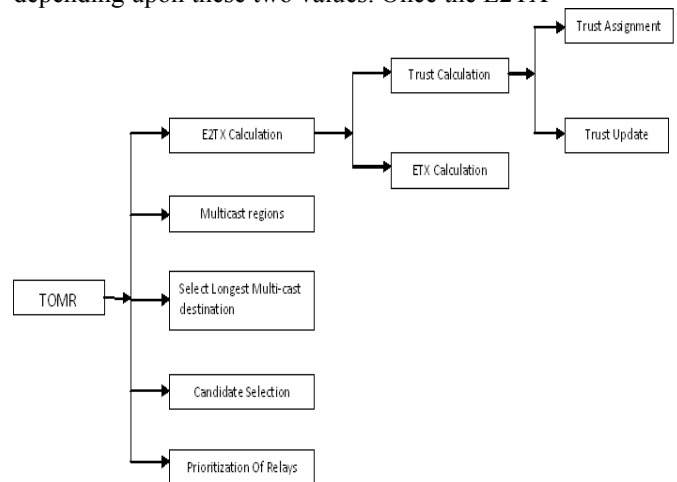 depending upon these two values. Once the E2TX
Trust Assignment
Trust Calculation
E2TX Calculation
Trust Update
ETX Calculation
Multicast regions
Select Longest Multi-cast
destination
TOMR
Candidate Selection
Prioritization Of Relays